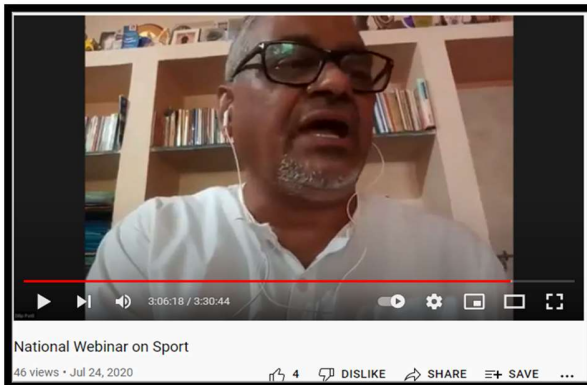 3:06:18 / 3:30:44
National Webinar on Sport
46 views • Jul 24, 2020
4 DISLIKE SHARE SAVE ...